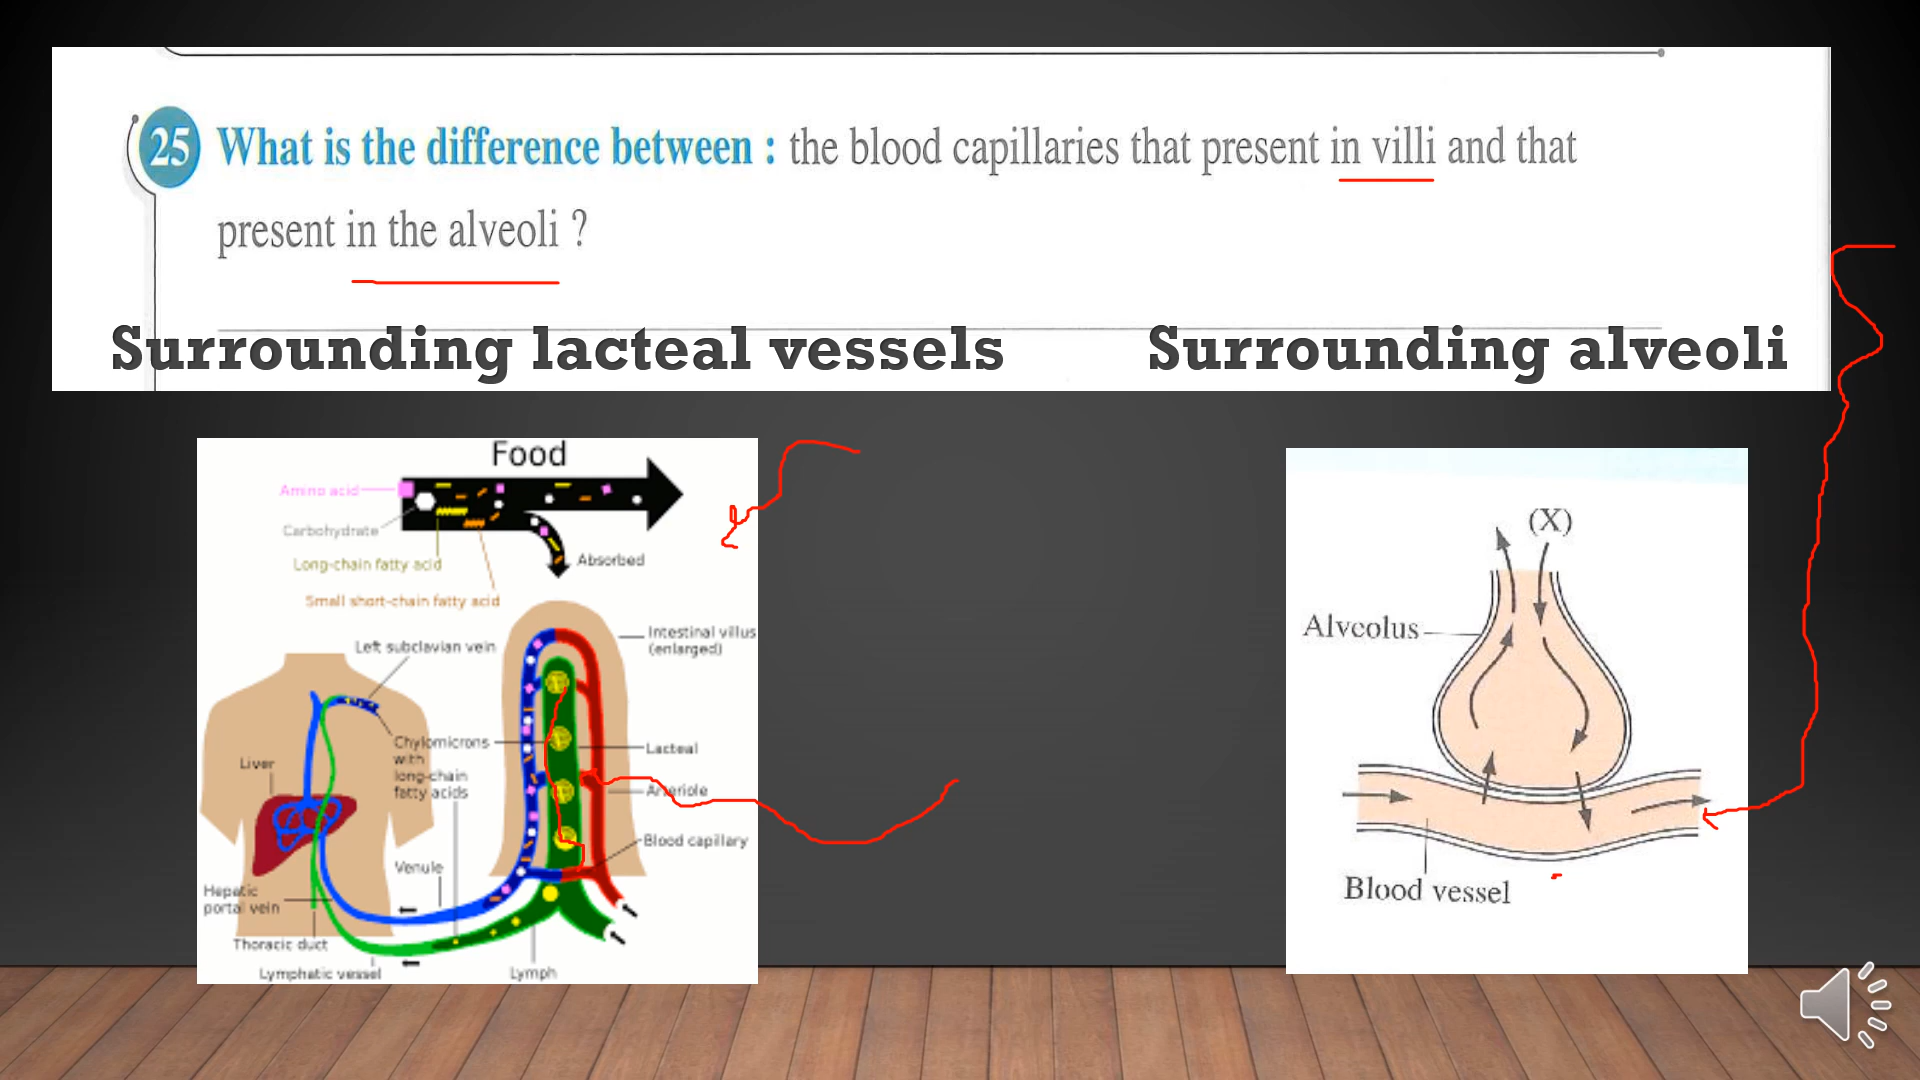 25 What is the difference between : the blood capillaries that present in villi and that
present in the alveoli ?
Surrounding lacteal vessels
Surrounding alveoli
Food
Amino acid
Carbohydrate
Long-chain fatty acid
Absorbed
Small short-chain fatty acid
Intestinal villus
(enlarged)
Left subclavian vein
Chylomicrons
with
long-chain
fatty acids
Lacteal
Liver
Arteriole
Blood capillary
Venule
Hepatic
portal vein
Thoracic duct
Lymphatic vessel
Lymph
(X)
Alveolus
Blood vessel